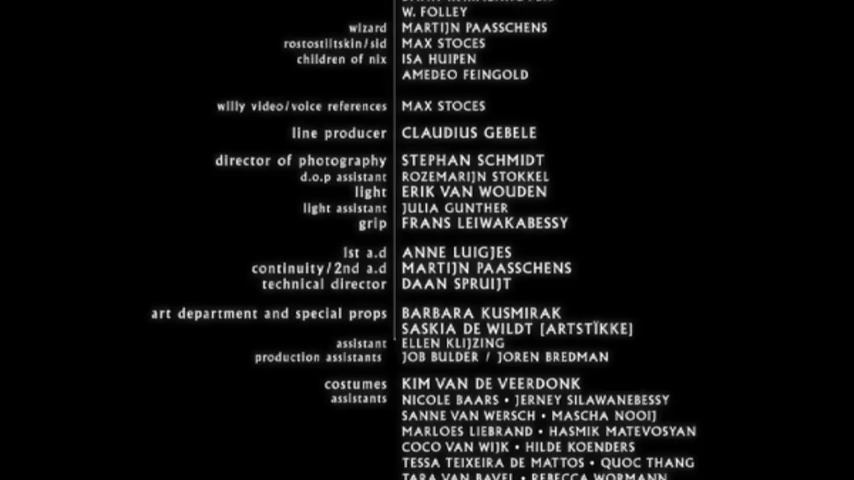 W. FOLLEY
wizard MARTIJN PAASSCHENS
rostostiltskin/sid MAX STOCES
children of nix ISA HUIPEN
AMEDEO FEINGOLD
willy video/voice references MAX STOCES
line producer CLAUDIUS GEBELE
director of photography STEPHAN SCHMIDT
d.o.p assistant ROZEMARIJN STOKKEL
light ERIK VAN WOUDEN
light assistant JULIA GUNTHER
grip FRANS LEIWAKABESSY
1st a.d ANNE LUIGJES
continuity/2nd a.d MARTIJN PAASSCHENS
technical director DAAN SPRUIJT
art department and special props BARBARA KUSMIRAK
SASKIA DE WILDT [ARTSTÏKKE]
assistant ELLEN KLIJZING
production assistants JOB BULDER / JOREN BREDMAN
costumes KIM VAN DE VEERDONK
assistants NICOLE BAARS • JERNEY SILAWANEBESSY
SANNE VAN WERSCH • MASCHA NOOIJ
MARLOES LIEBRAND • HASMIK MATEVOSYAN
COCO VAN WIJK • HILDE KOENDERS
TESSA TEIXEIRA DE MATTOS • QUOC THANG
TARA VAN BAVEL • REBECCA WORMANN